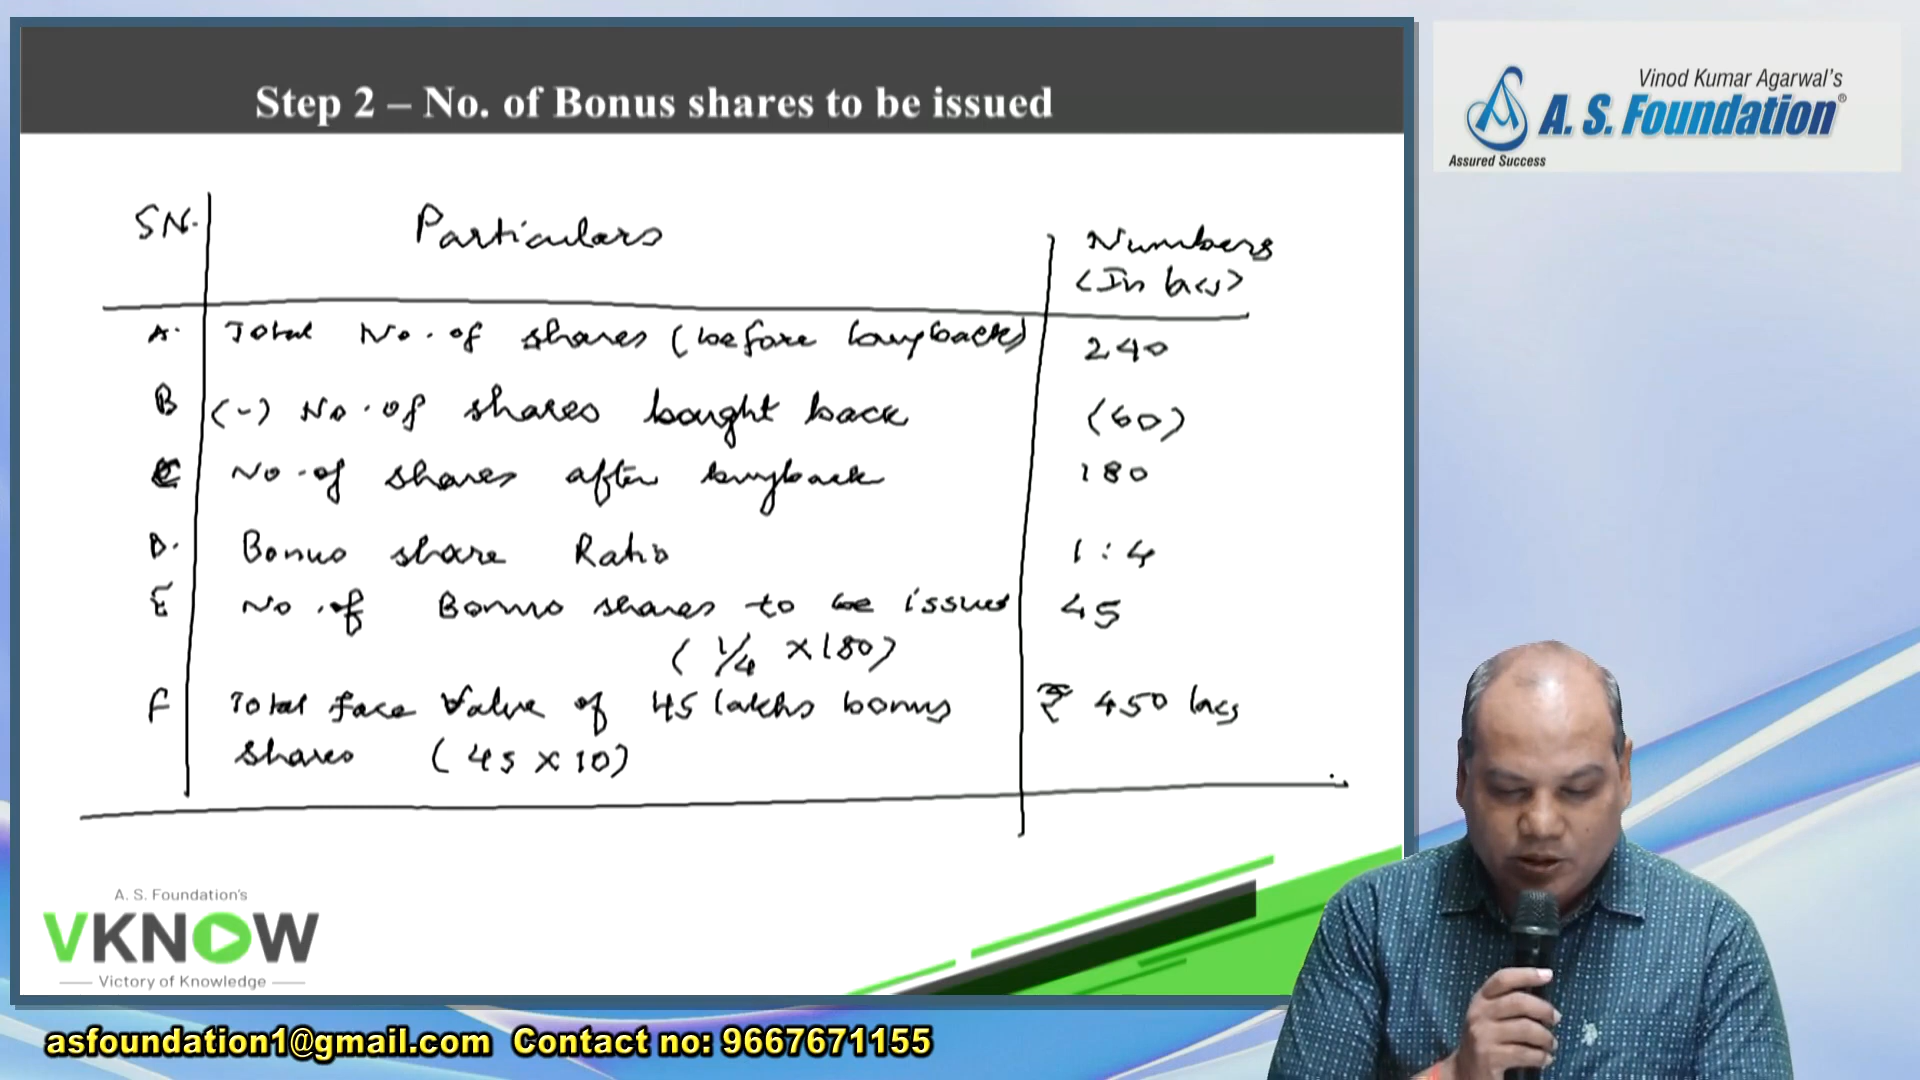 Step 2 – No. of Bonus shares to be issued
Vinod Kumar Agarwal's
A. S. Foundation®
Assured Success
SN. Particulars Numbers
(In lacs)
A. Total No. of shares (before buyback) 240
B (-) No. of shares bought back (60)
C No. of shares after buyback 180
D. Bonus share Ratio 1:4
E No. of Bonus shares to be issued 45
(1/4 x 180)
F Total face value of 45 lakhs bonus ₹ 450 lacs
shares (45 x 10)
A. S. Foundation's
VKNOW
Victory of Knowledge
asfoundation1@gmail.com Contact no: 9667671155